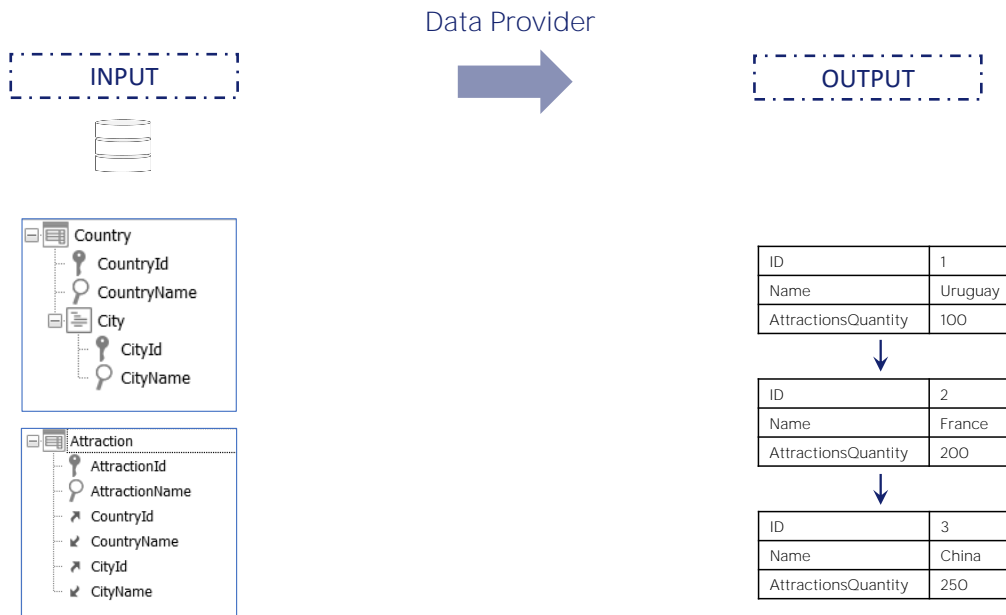 Data Provider
INPUT
OUTPUT
Country
CountryId
CountryName
City
CityId
CityName
Attraction
AttractionId
AttractionName
CountryId
CountryName
CityId
CityName
ID 1
Name Uruguay
AttractionsQuantity 100
ID 2
Name France
AttractionsQuantity 200
ID 3
Name China
AttractionsQuantity 250